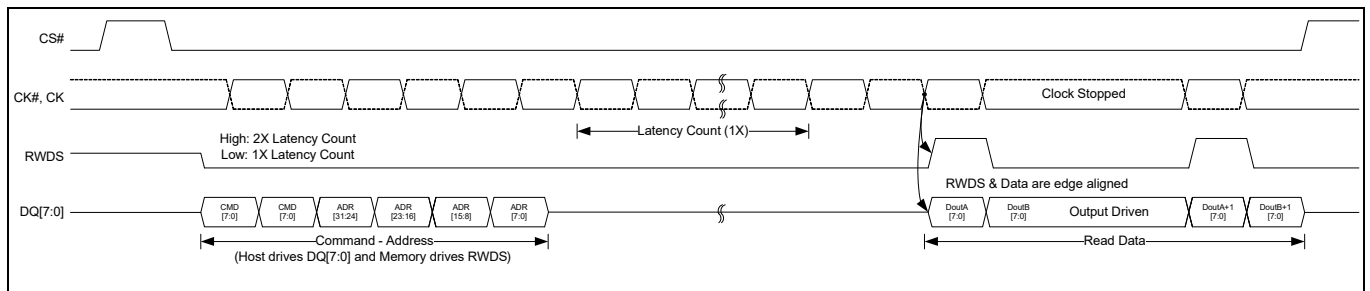 CS#
CK#, CK
Clock Stopped
Latency Count (1X)
High: 2X Latency Count
Low: 1X Latency Count
RWDS
RWDS & Data are edge aligned
DQ[7:0]
CMD
[7:0]
CMD
[7:0]
ADR
[31:24]
ADR
[23:16]
ADR
[15:8]
ADR
[7:0]
DoutA
[7:0]
DoutB
[7:0]
Output Driven
DoutA+1
[7:0]
DoutB+1
[7:0]
Command - Address
(Host drives DQ[7:0] and Memory drives RWDS)
Read Data